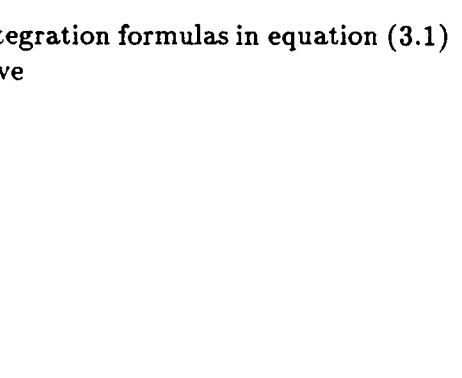 tegration formulas in equation (3.1)
ve